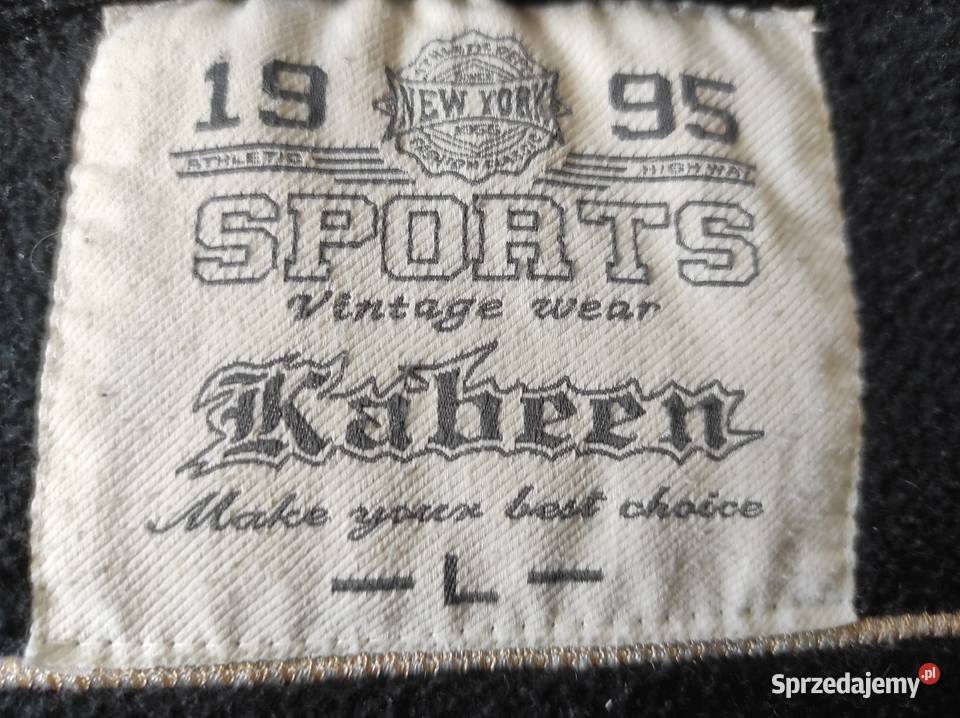 19 NEW YORK 95
ATHLETIC HIGHWAY
SPORTS
Vintage wear
Kabeen
Make your best choice
— L —
Sprzedajemy.pl